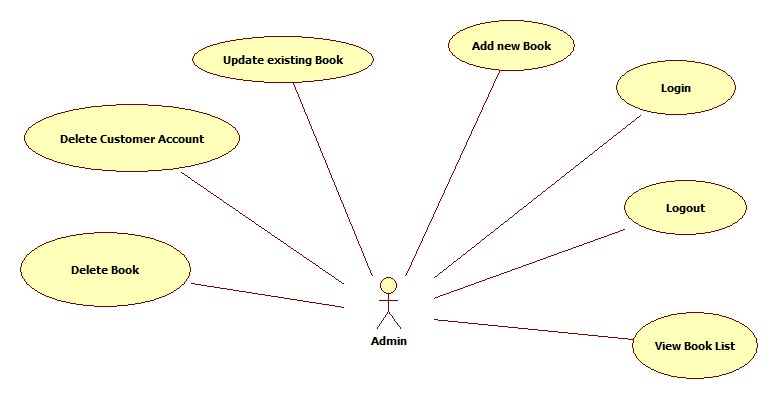 Update existing Book
Add new Book
Login
Delete Customer Account
Logout
Delete Book
Admin
View Book List